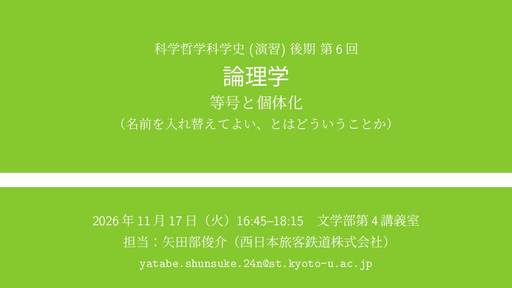 科学哲学科学史 (演習) 後期 第 6 回
論理学
等号と個体化
（名前を入れ替えてよい、とはどういうことか）
2026 年 11 月 17 日（火）16:45–18:15　文学部第 4 講義室
担当：矢田部俊介（西日本旅客鉄道株式会社）
yatabe.shunsuke.24n@st.kyoto-u.ac.jp